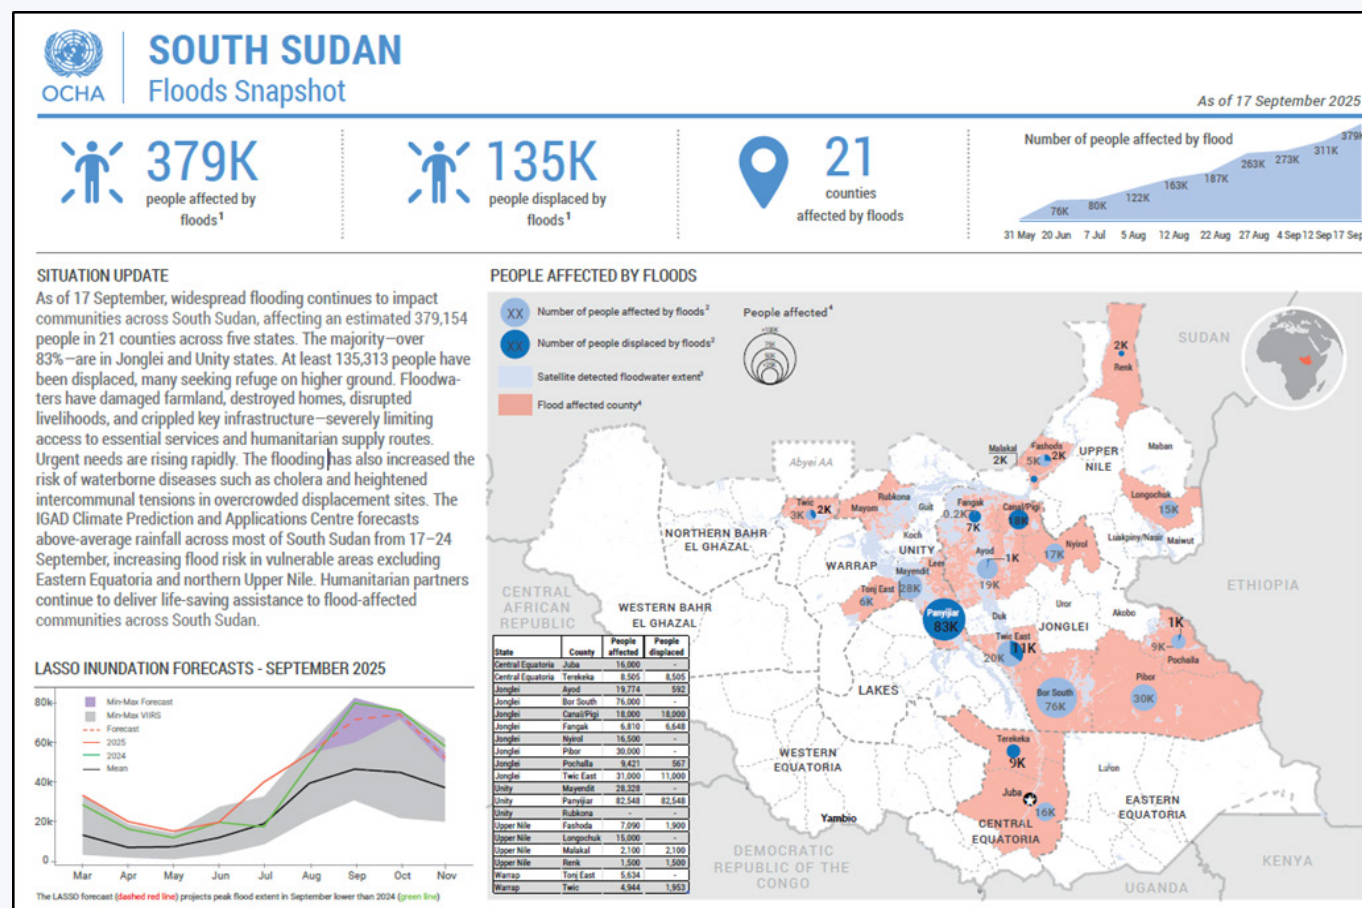 OCHA
SOUTH SUDAN
Floods Snapshot
As of 17 September 2025
379K
people affected by
floods¹
135K
people displaced by
floods¹
21
counties
affected by floods
Number of people affected by flood
76K
80K
122K
163K
187K
263K
273K
311K
379K
31 May 20 Jun 7 Jul 5 Aug 12 Aug 22 Aug 27 Aug 4 Sep 12 Sep 17 Sep
SITUATION UPDATE
As of 17 September, widespread flooding continues to impact
communities across South Sudan, affecting an estimated 379,154
people in 21 counties across five states. The majority—over
83%—are in Jonglei and Unity states. At least 135,313 people have
been displaced, many seeking refuge on higher ground. Floodwa-
ters have damaged farmland, destroyed homes, disrupted
livelihoods, and crippled key infrastructure—severely limiting
access to essential services and humanitarian supply routes.
Urgent needs are rising rapidly. The flooding has also increased the
risk of waterborne diseases such as cholera and heightened
intercommunal tensions in overcrowded displacement sites. The
IGAD Climate Prediction and Applications Centre forecasts
above-average rainfall across most of South Sudan from 17–24
September, increasing flood risk in vulnerable areas excluding
Eastern Equatoria and northern Upper Nile. Humanitarian partners
continue to deliver life-saving assistance to flood-affected
communities across South Sudan.
LASSO INUNDATION FORECASTS - SEPTEMBER 2025
80k
60k
40k
20k
0
Min-Max Forecast
Min-Max VIIRS
Forecast
2025
2024
Mean
Mar Apr May Jun Jul Aug Sep Oct Nov
The LASSO forecast (dashed red line) projects peak flood extent in September lower than 2024 (green line)
PEOPLE AFFECTED BY FLOODS
XX Number of people affected by floods²
XX Number of people displaced by floods²
Satellite detected floodwater extent³
Flood affected county⁴
People affected⁴
SUDAN
2K
Renk
Malakal
2K
Fashoda
5K 2K
UPPER
NILE
Maban
Longochuk
15K
Abyei AA
Twic
3K 2K
Mayom
Rubkona
Guit
Fangak
0.2K
7K
Canal/Pigi
18K
Luakpiny/Nasir
Maiwut
NORTHERN BAHR
EL GHAZAL
Koch
UNITY
Mayendit
28K
Leer
Ayod
1K
19K
Nyirol
17K
WARRAP
Tonj East
6K
ETHIOPIA
CENTRAL
AFRICAN
REPUBLIC
WESTERN BAHR
EL GHAZAL
Panyijiar
83K
Duk
Uror
JONGLEI
Akobo
1K
9K
Pochalla
Twic East
11K
20K
Pibor
30K
LAKES
Bor South
76K
WESTERN
EQUATORIA
Terekeka
9K
Lafon
Juba
16K
EASTERN
EQUATORIA
CENTRAL
EQUATORIA
Yambio
DEMOCRATIC
REPUBLIC OF THE
CONGO
UGANDA
KENYA
State County People affected People displaced
Central Equatoria Juba 16,000 -
Central Equatoria Terekeka 8,505 8,505
Jonglei Ayod 19,774 592
Jonglei Bor South 76,000 -
Jonglei Canal/Pigi 18,000 18,000
Jonglei Fangak 6,810 6,648
Jonglei Nyirol 16,500 -
Jonglei Pibor 30,000 -
Jonglei Pochalla 9,421 567
Jonglei Twic East 31,000 11,000
Unity Mayendit 28,328 -
Unity Panyijiar 82,548 82,548
Unity Rubkona - -
Upper Nile Fashoda 7,090 1,900
Upper Nile Longochuk 15,000 -
Upper Nile Malakal 2,100 2,100
Upper Nile Renk 1,500 1,500
Warrap Tonj East 5,634 -
Warrap Twic 4,944 1,953